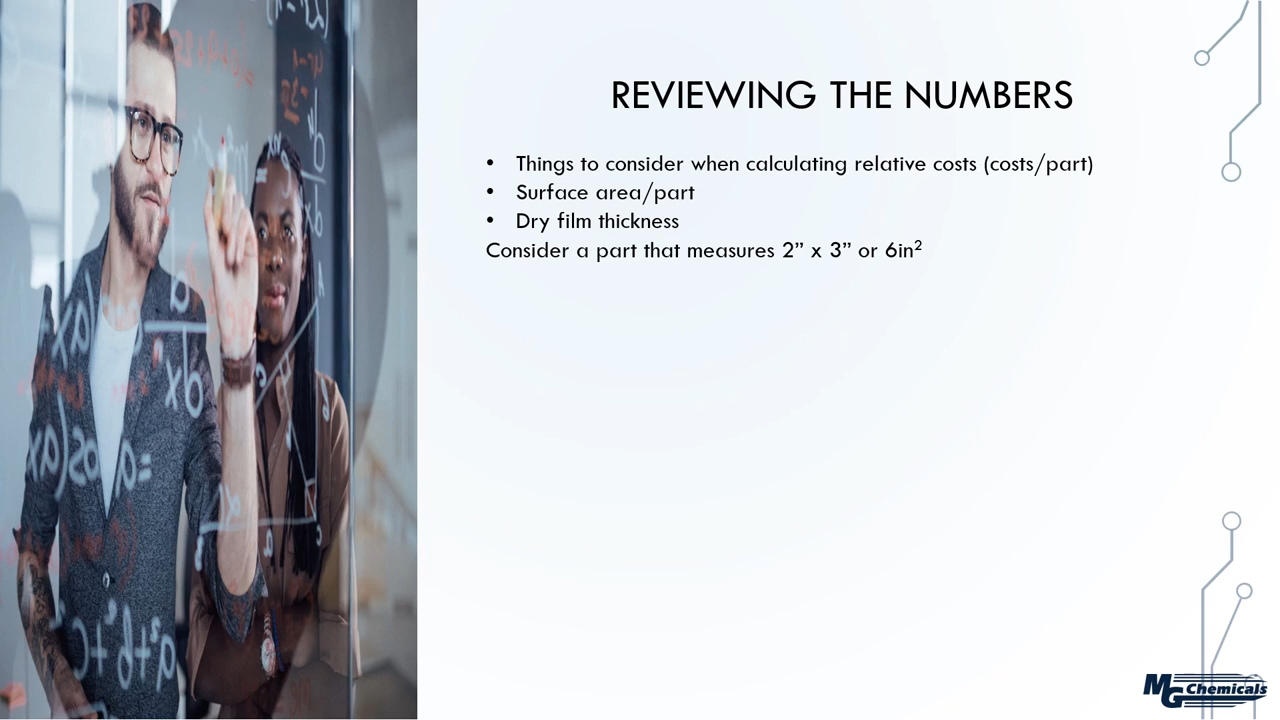 REVIEWING THE NUMBERS
• Things to consider when calculating relative costs (costs/part)
• Surface area/part
• Dry film thickness
Consider a part that measures 2” x 3” or 6in²
MG Chemicals